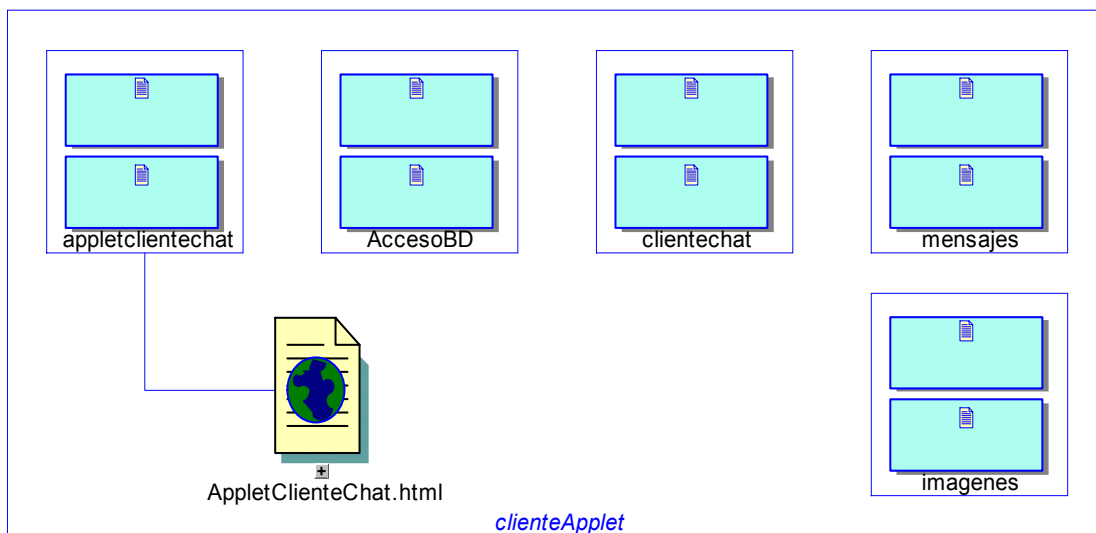 appletclientechat
AccesoBD
clientechat
mensajes
imagenes
AppletClienteChat.html
clienteApplet